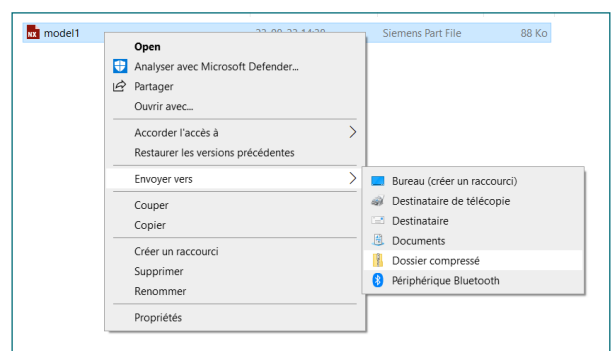 NX model1 Siemens Part File 88 Ko
Open
Analyser avec Microsoft Defender...
Partager
Ouvrir avec...
Accorder l'accès à
Restaurer les versions précédentes
Envoyer vers
Couper
Copier
Créer un raccourci
Supprimer
Renommer
Propriétés
Bureau (créer un raccourci)
Destinataire de télécopie
Destinataire
Documents
Dossier compressé
Périphérique Bluetooth